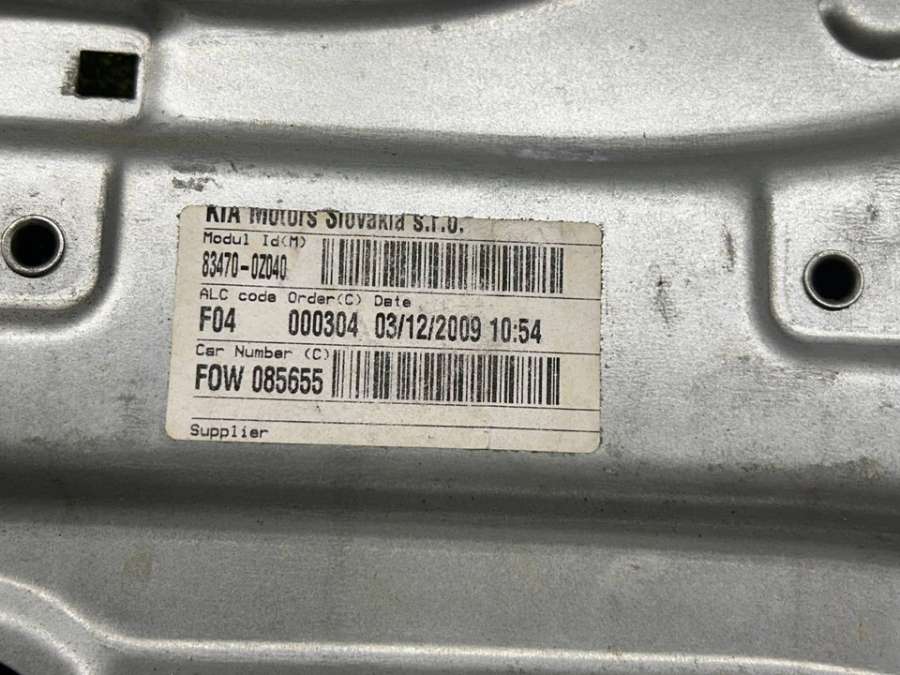 KIA Motors Slovakia s.r.o.
Modul Id(M)
83470-0Z040
ALC code Order(C) Date
F04 000304 03/12/2009 10:54
Car Number (C)
FOW 085655
Supplier